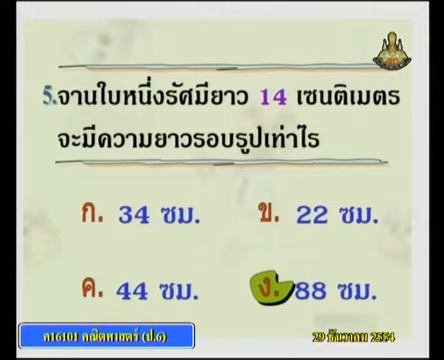 5.จานใบหนึ่งรัศมียาว 14 เซนติเมตร
จะมีความยาวรอบรูปเท่าไร
ก. 34 ซม. ข. 22 ซม.
ค. 44 ซม. ง. 88 ซม.
ค16101 คณิตศาสตร์ (ป.6) 29 ธันวาคม 2554